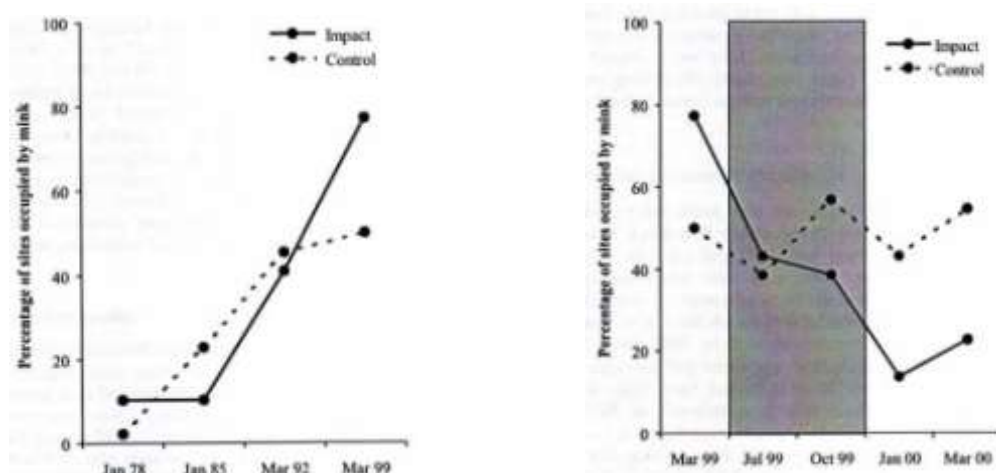 Percentage of sites occupied by mink
100
80
60
40
20
0
Impact
Control
Jan 78 Jan 85 Mar 92 Mar 99
Percentage of sites occupied by mink
100
80
60
40
20
0
Impact
Control
Mar 99 Jul 99 Oct 99 Jan 00 Mar 00